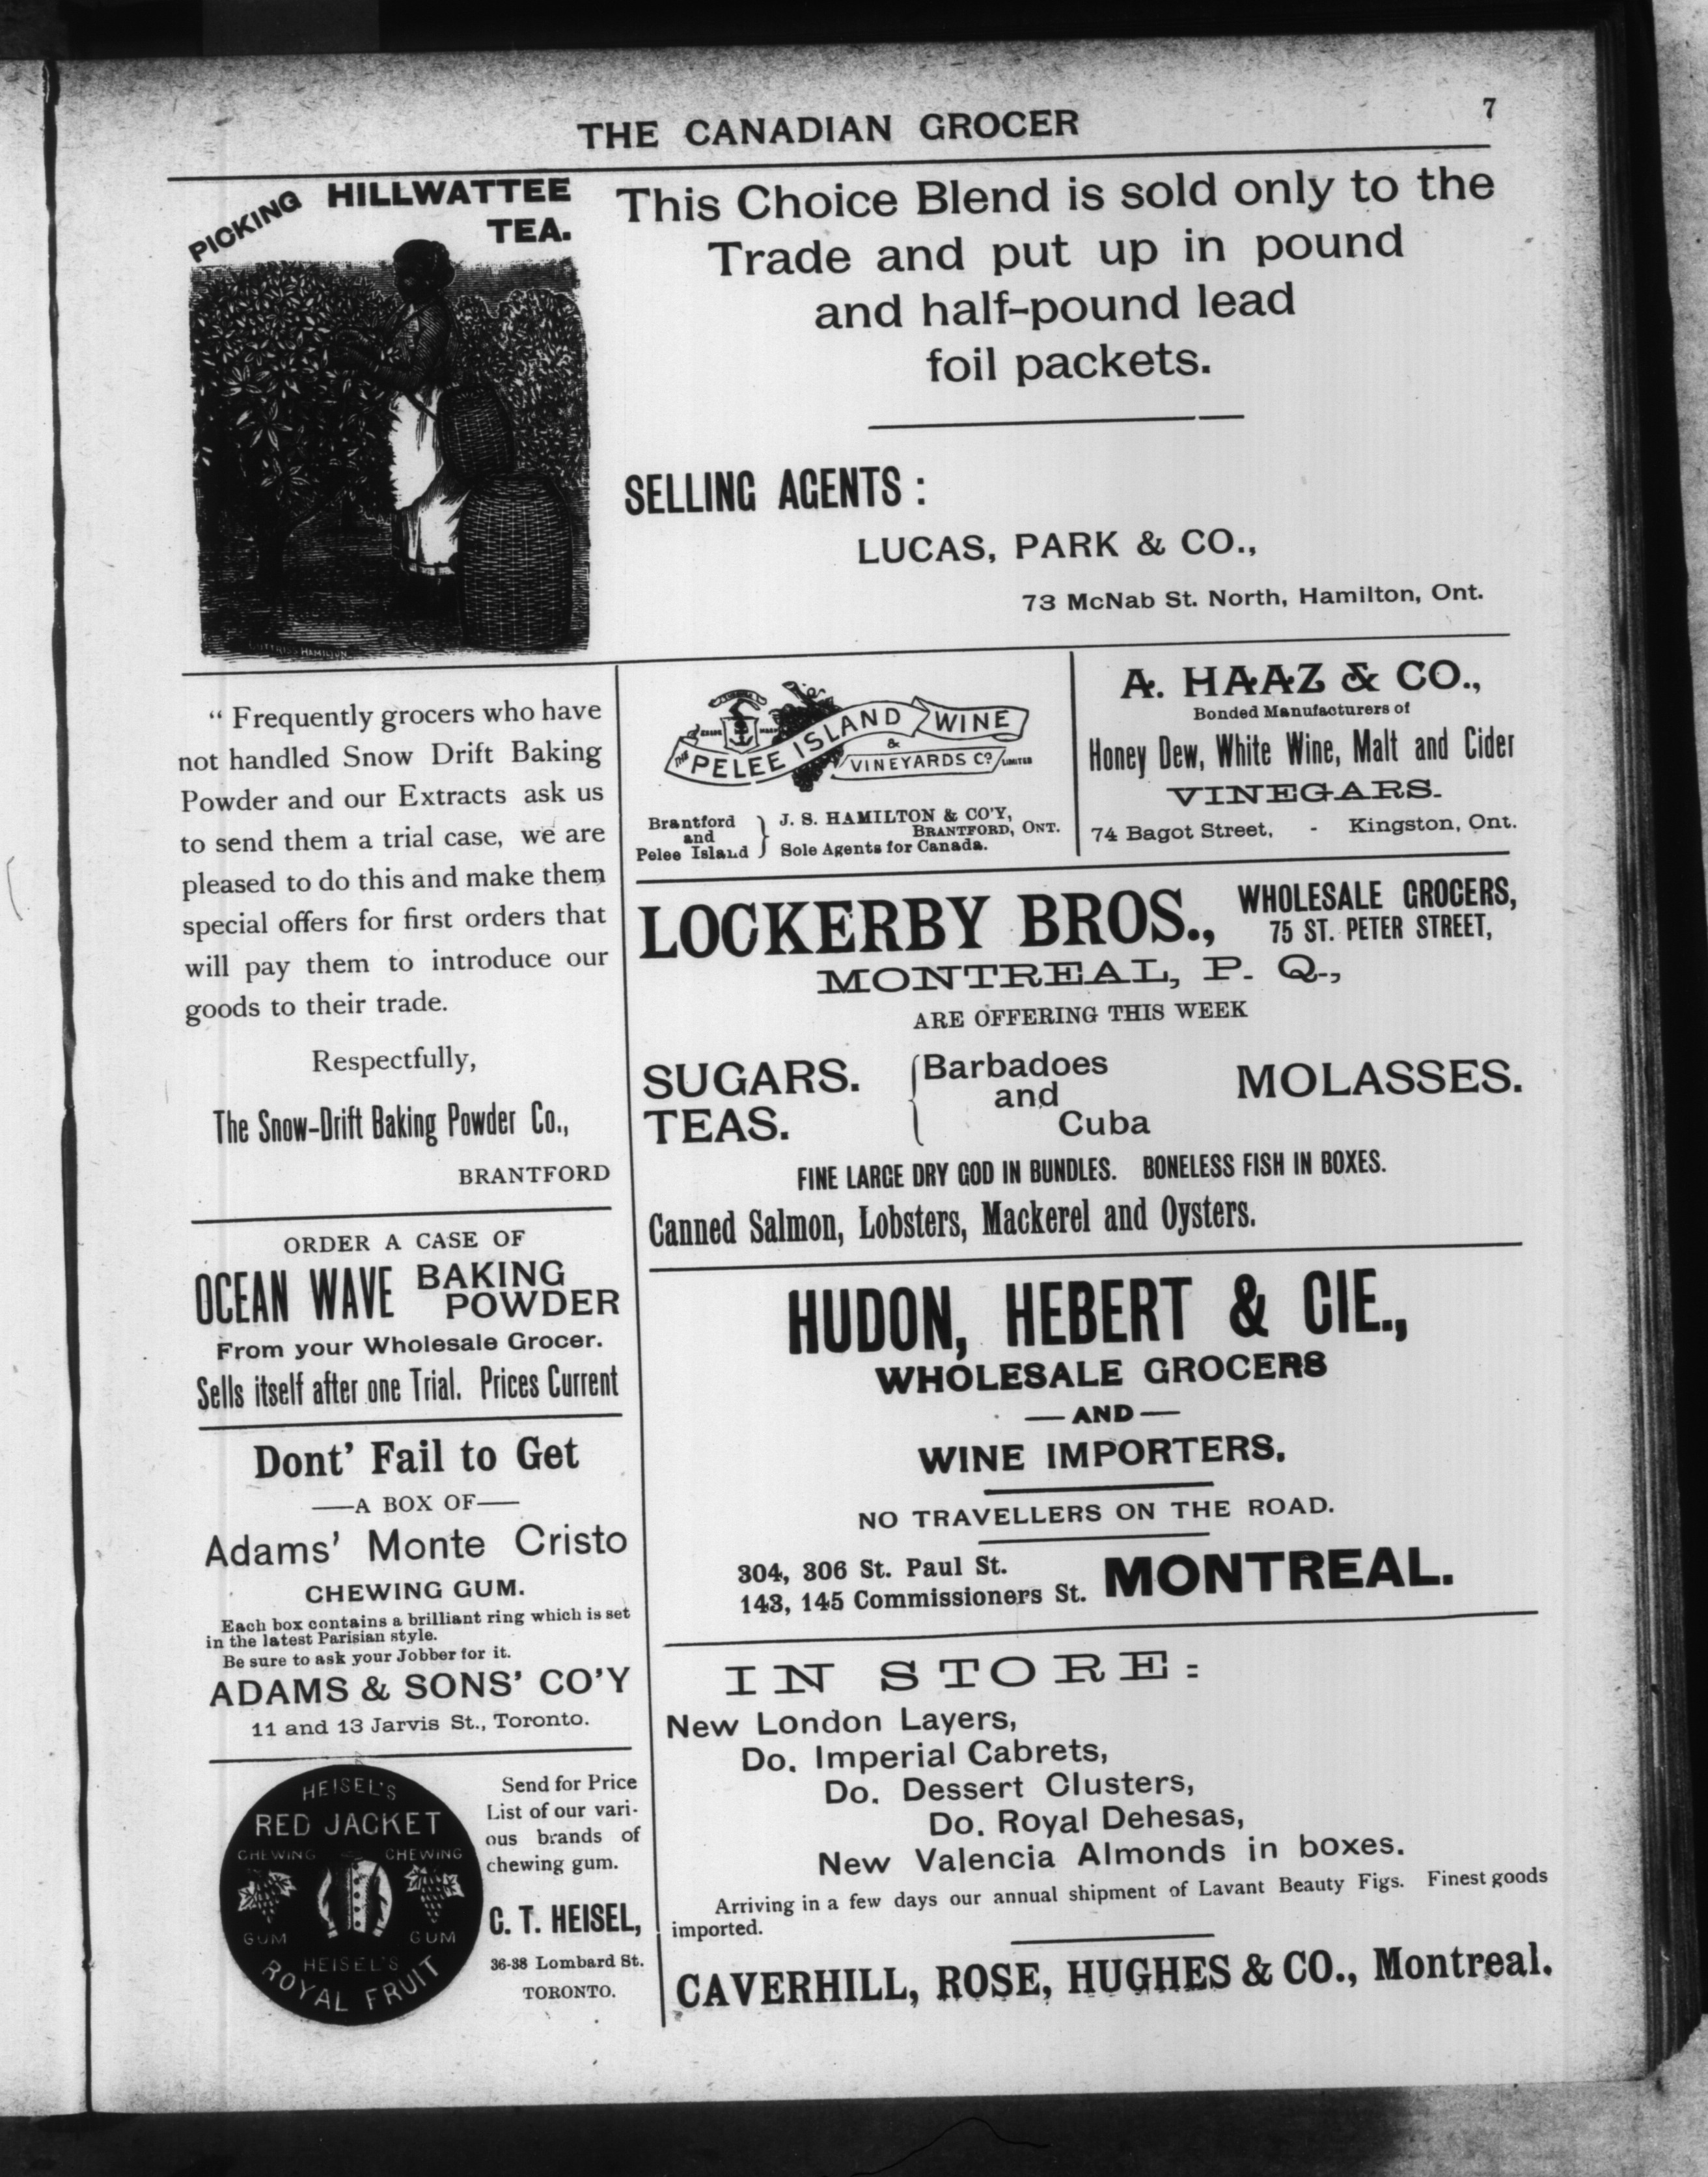 THE CANADIAN GROCER
7
PICKING HILLWATTEE
TEA.
This Choice Blend is sold only to the
Trade and put up in pound
and half-pound lead
foil packets.
SELLING AGENTS :
LUCAS, PARK & CO.,
73 McNab St. North, Hamilton, Ont.
HAMILTON
" Frequently grocers who have
not handled Snow Drift Baking
Powder and our Extracts ask us
to send them a trial case, we are
pleased to do this and make them
special offers for first orders that
will pay them to introduce our
goods to their trade.
Respectfully,
The Snow-Drift Baking Powder Co.,
BRANTFORD
ORDER A CASE OF
OCEAN WAVE BAKING
POWDER
From your Wholesale Grocer.
Sells itself after one Trial. Prices Current
Dont' Fail to Get
—A BOX OF—
Adams' Monte Cristo
CHEWING GUM.
Each box contains a brilliant ring which is set
in the latest Parisian style.
Be sure to ask your Jobber for it.
ADAMS & SONS' CO'Y
11 and 13 Jarvis St., Toronto.
HEISEL'S
RED JACKET
CHEWING CHEWING
GUM GUM
HEISEL'S
ROYAL FRUIT
Send for Price
List of our vari-
ous brands of
chewing gum.
C. T. HEISEL,
36-38 Lombard St.
TORONTO.
TRADE MARK
THE PELEE ISLAND WINE
&
VINEYARDS CO. LIMITED
Brantford
and
Pelee Island
J. S. HAMILTON & CO'Y,
BRANTFORD, ONT.
Sole Agents for Canada.
A. HAAZ & CO.,
Bonded Manufacturers of
Honey Dew, White Wine, Malt and Cider
VINEGARS.
74 Bagot Street, - Kingston, Ont.
LOCKERBY BROS., WHOLESALE GROCERS,
75 ST. PETER STREET,
MONTREAL, P. Q.,
ARE OFFERING THIS WEEK
SUGARS.
TEAS.
Barbadoes
and
Cuba
MOLASSES.
FINE LARGE DRY COD IN BUNDLES. BONELESS FISH IN BOXES.
Canned Salmon, Lobsters, Mackerel and Oysters.
HUDON, HEBERT & CIE.,
WHOLESALE GROCERS
—AND—
WINE IMPORTERS.
NO TRAVELLERS ON THE ROAD.
304, 306 St. Paul St.
143, 145 Commissioners St. MONTREAL.
IN STORE:
New London Layers,
Do. Imperial Cabrets,
Do. Dessert Clusters,
Do. Royal Dehesas,
New Valencia Almonds in boxes.
Arriving in a few days our annual shipment of Lavant Beauty Figs. Finest goods
imported.
CAVERHILL, ROSE, HUGHES & CO., Montreal.